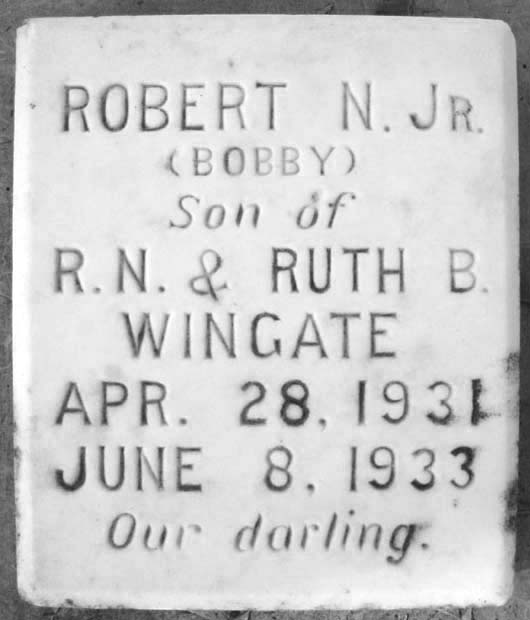 ROBERT N. JR.
(BOBBY)
Son of
R.N. & RUTH B.
WINGATE
APR. 28, 1931
JUNE 8, 1933
Our darling.